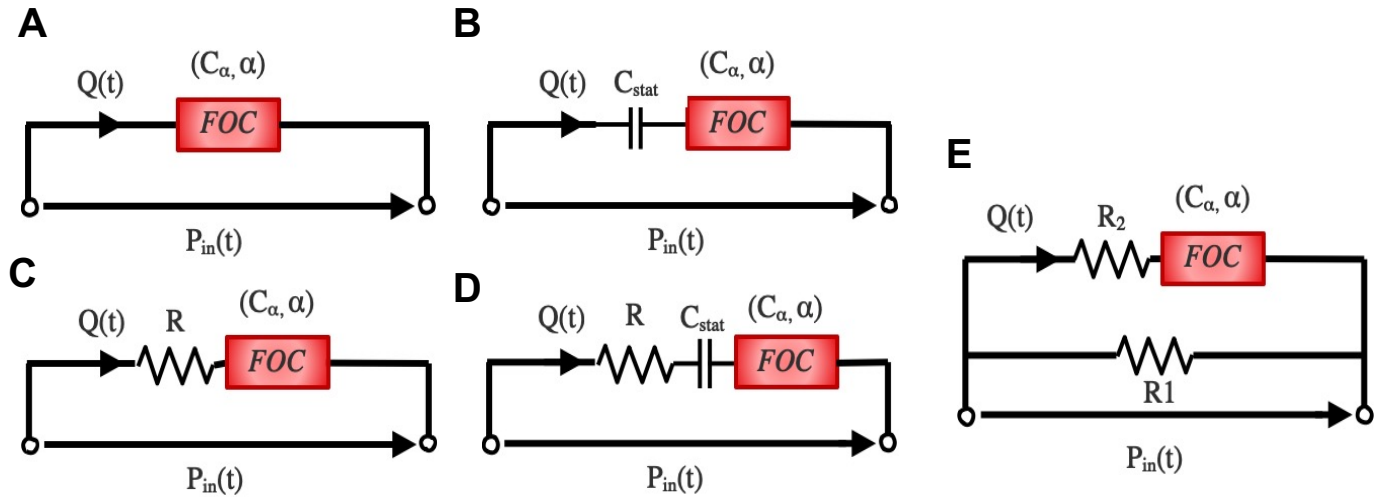 A
(Cα, α)
Q(t)
FOC
Pin(t)
B
(Cα, α)
Q(t)
Cstat
FOC
Pin(t)
C
(Cα, α)
Q(t)
R
FOC
Pin(t)
D
(Cα, α)
Q(t)
R
Cstat
FOC
Pin(t)
E
(Cα, α)
Q(t)
R2
FOC
R1
Pin(t)